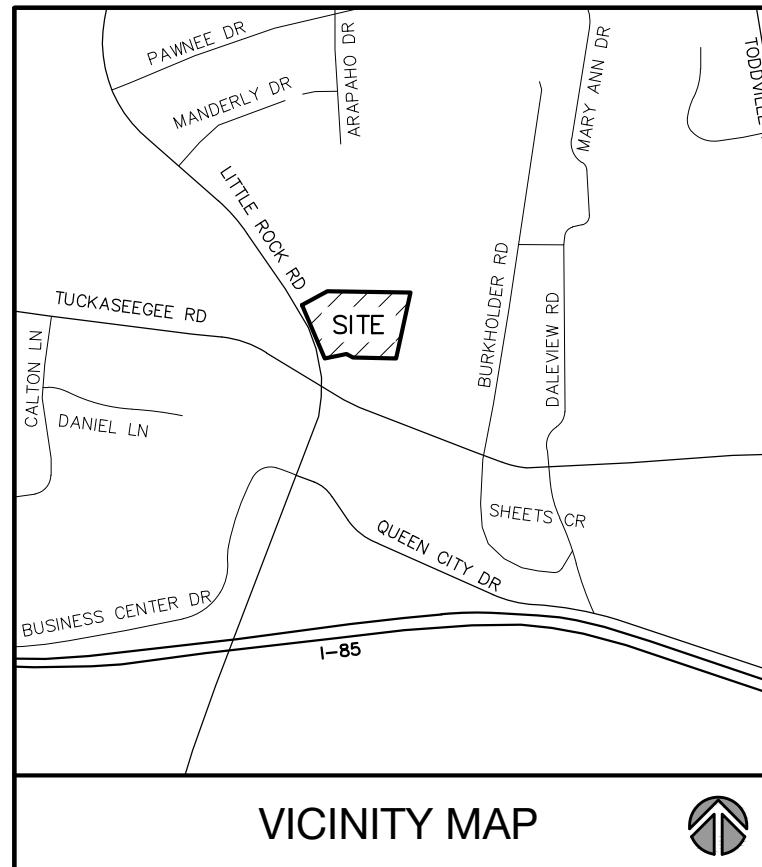 PAWNEE DR
ARAPAHO DR
MANDERLY DR
MARY ANN DR
TODDVILLE
LITTLE ROCK RD
TUCKASEEGEE RD
SITE
BURKHOLDER RD
DALEVIEW RD
CALTON LN
DANIEL LN
SHEETS CR
QUEEN CITY DR
BUSINESS CENTER DR
I-85
VICINITY MAP